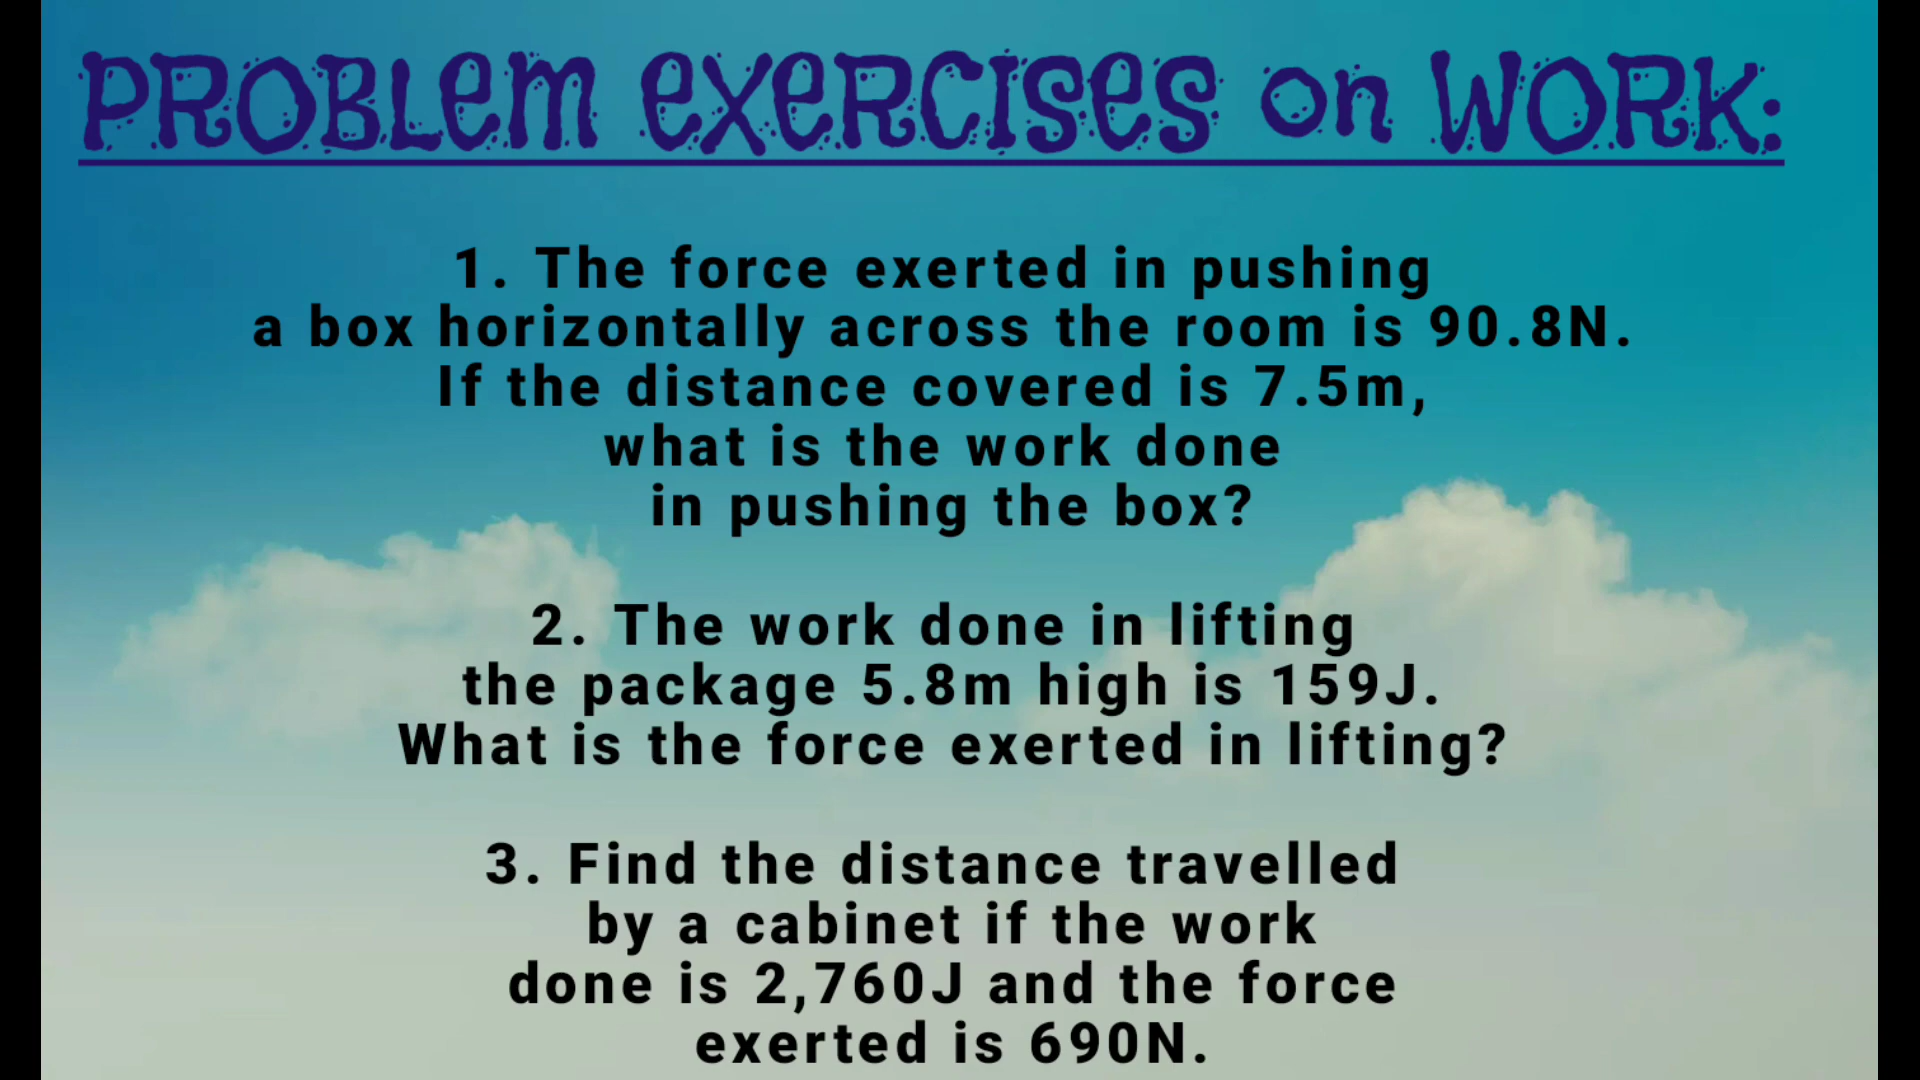 PROBLEM EXERCISES ON WORK:
1. The force exerted in pushing
a box horizontally across the room is 90.8N.
If the distance covered is 7.5m,
what is the work done
in pushing the box?
2. The work done in lifting
the package 5.8m high is 159J.
What is the force exerted in lifting?
3. Find the distance travelled
by a cabinet if the work
done is 2,760J and the force
exerted is 690N.